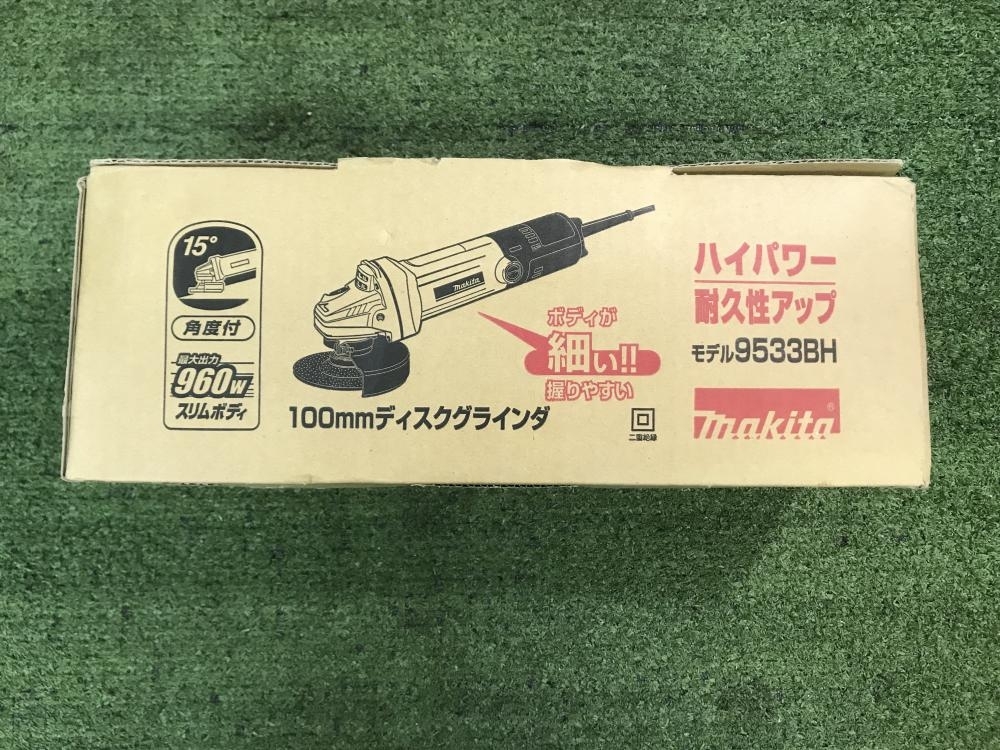 15°
角度付
最大出力
960W
スリムボディ
makita
ボディが
細い!!
握りやすい
100mmディスクグラインダ
二重絶縁
ハイパワー
耐久性アップ
モデル9533BH
makita®